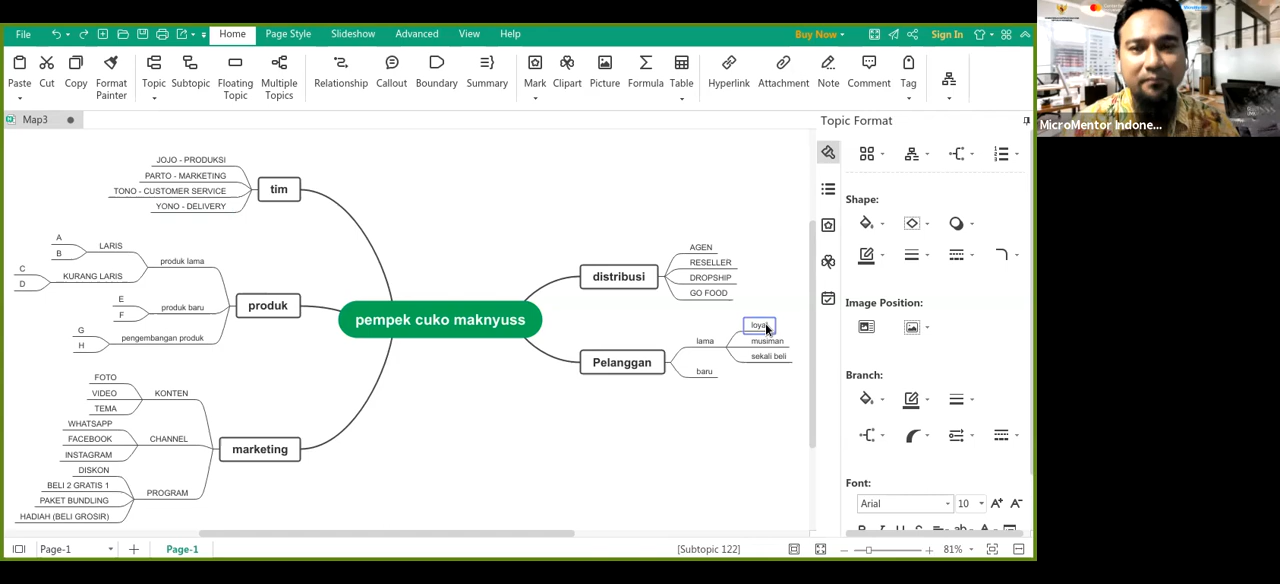 File
Home
Page Style
Slideshow
Advanced
View
Help
Buy Now
Sign In
Paste
Cut
Copy
Format
Painter
Topic
Subtopic
Floating
Topic
Multiple
Topics
Relationship
Boundary
Summary
Mark
Clipart
Picture
Formula
Table
Hyperlink
Attachment
Note
Comment
Tag
MicroMentor Indone...
Map3
Topic Format
JOJO - PRODUKSI
PARTO - MARKETING
TONO - CUSTOMER SERVICE
YONO - DELIVERY
tim
A
B
LARIS
C
D
KURANG LARIS
produk lama
E
F
produk baru
G
H
pengembangan produk
produk
FOTO
VIDEO
TEMA
KONTEN
WHATSAPP
FACEBOOK
INSTAGRAM
CHANNEL
DISKON
BELI 2 GRATIS 1
PAKET BUNDLING
HADIAH (BELI GROSIR)
PROGRAM
marketing
pempek cuko maknyuss
distribusi
AGEN
RESELLER
DROPSHIP
GO FOOD
Pelanggan
lama
loyal
musiman
sekali beli
baru
Shape:
Image Position:
Branch:
Font:
Arial
10
A+
A-
Page-1
Page-1
[Subtopic 122]
81%